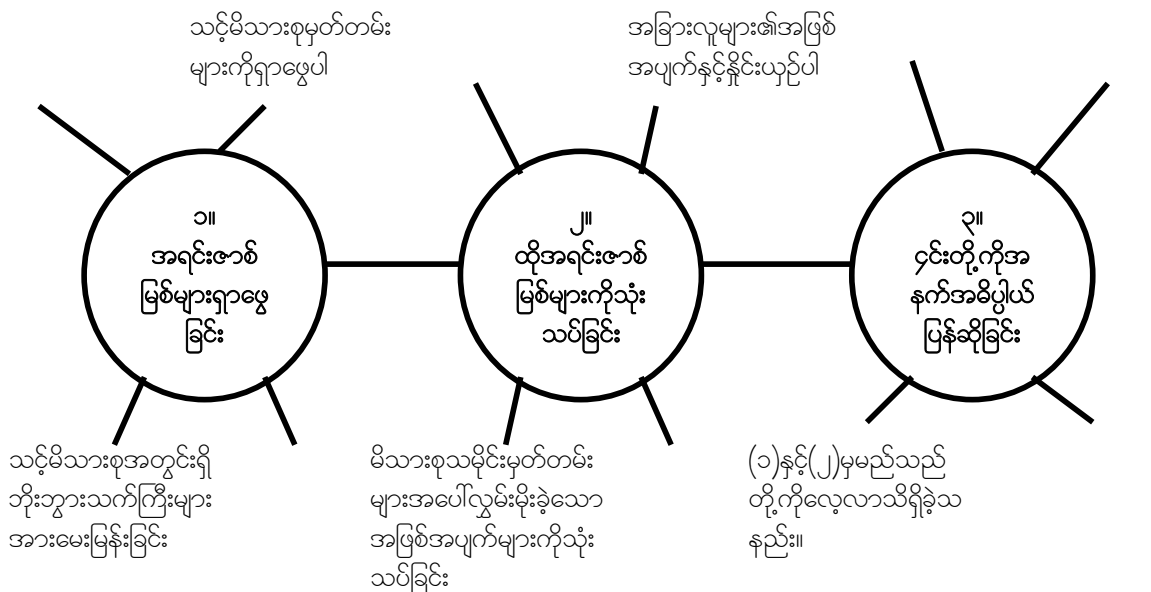 သင့်မိသားစုမှတ်တမ်း
များကိုရှာဖွေပါ
အခြားလူများ၏အဖြစ်
အပျက်နှင့်နှိုင်းယှဉ်ပါ
၁။
အရင်းဇာစ်
မြစ်များရှာဖွေ
ခြင်း
၂။
ထိုအရင်းဇာစ်
မြစ်များကိုသုံး
သပ်ခြင်း
၃။
၄င်းတို့ကိုအ
နက်အဓိပ္ပါယ်
ပြန်ဆိုခြင်း
သင့်မိသားစုအတွင်းရှိ
ဘိုးဘွားသက်ကြီးများ
အားမေးမြန်းခြင်း
မိသားစုသမိုင်းမှတ်တမ်း
များအပေါ်လွှမ်းမိုးခဲ့သော
အဖြစ်အပျက်များကိုသုံး
သပ်ခြင်း
(၁)နှင့်(၂)မှမည်သည်
တို့ကိုလေ့လာသိရှိခဲ့သ
နည်း။